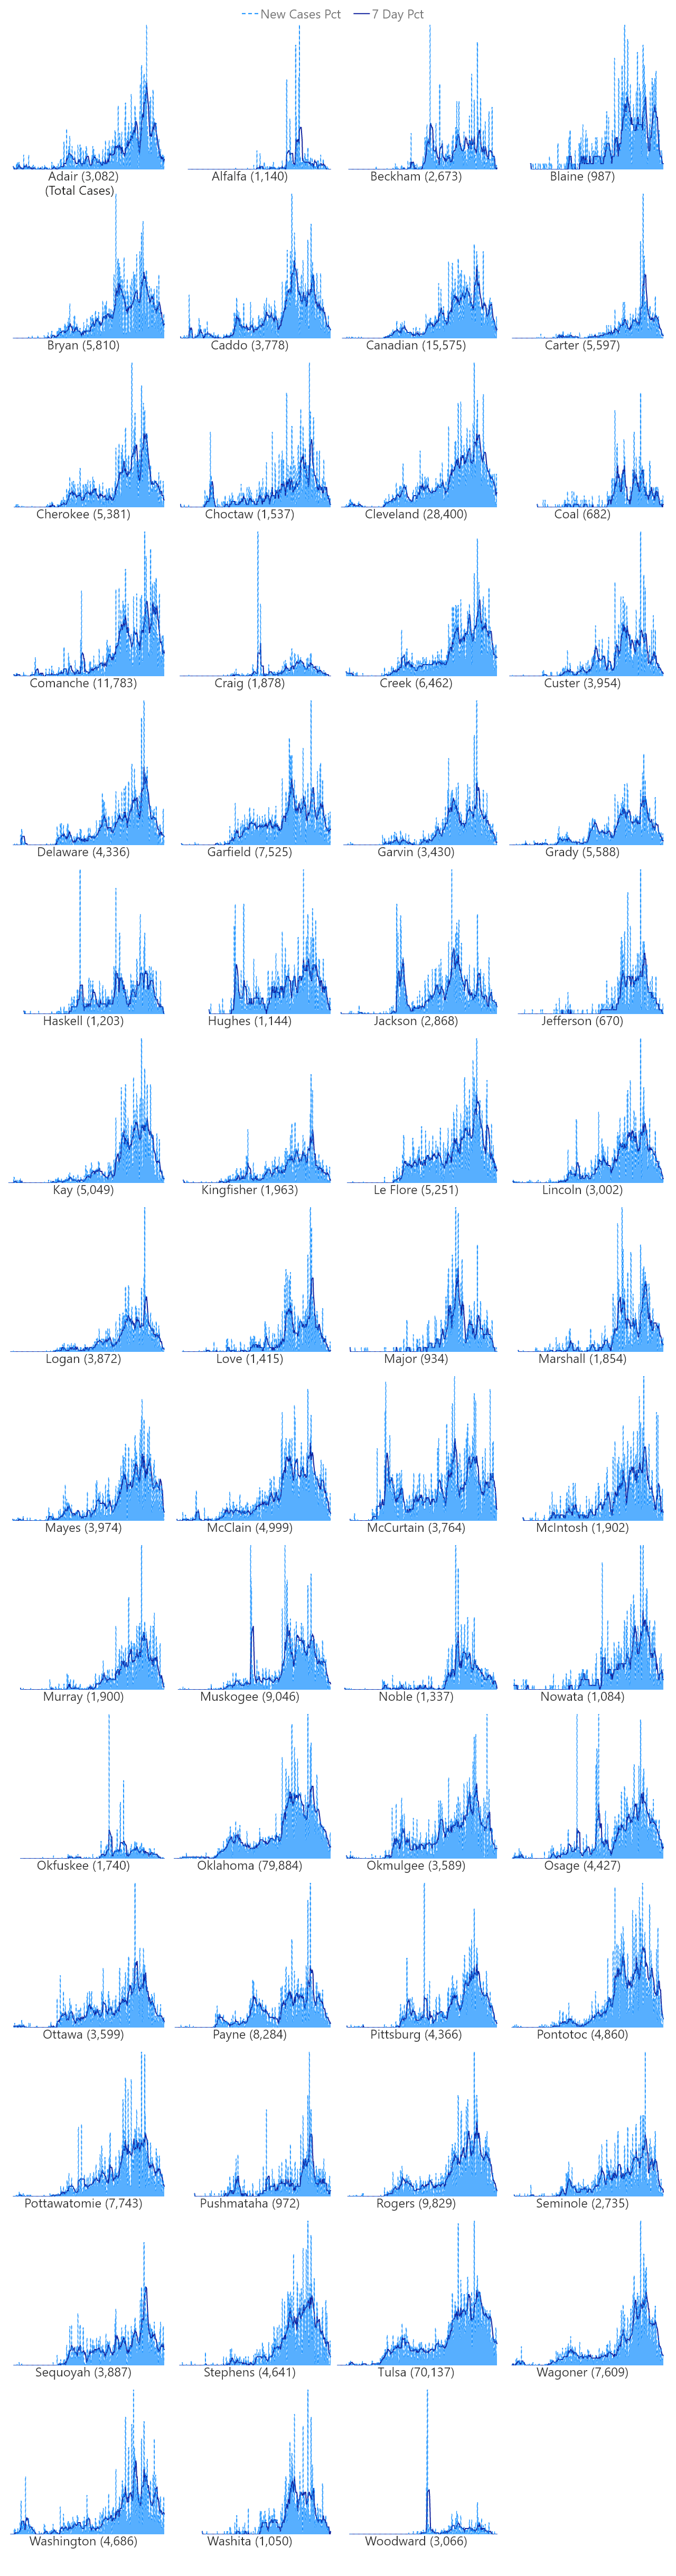 New Cases Pct 7 Day Pct
Adair (3,082) Alfalfa (1,140) Beckham (2,673) Blaine (987)
(Total Cases)
Bryan (5,810) Caddo (3,778) Canadian (15,575) Carter (5,597)
Cherokee (5,381) Choctaw (1,537) Cleveland (28,400) Coal (682)
Comanche (11,783) Craig (1,878) Creek (6,462) Custer (3,954)
Delaware (4,336) Garfield (7,525) Garvin (3,430) Grady (5,588)
Haskell (1,203) Hughes (1,144) Jackson (2,868) Jefferson (670)
Kay (5,049) Kingfisher (1,963) Le Flore (5,251) Lincoln (3,002)
Logan (3,872) Love (1,415) Major (934) Marshall (1,854)
Mayes (3,974) McClain (4,999) McCurtain (3,764) McIntosh (1,902)
Murray (1,900) Muskogee (9,046) Noble (1,337) Nowata (1,084)
Okfuskee (1,740) Oklahoma (79,884) Okmulgee (3,589) Osage (4,427)
Ottawa (3,599) Payne (8,284) Pittsburg (4,366) Pontotoc (4,860)
Pottawatomie (7,743) Pushmataha (972) Rogers (9,829) Seminole (2,735)
Sequoyah (3,887) Stephens (4,641) Tulsa (70,137) Wagoner (7,609)
Washington (4,686) Washita (1,050) Woodward (3,066)